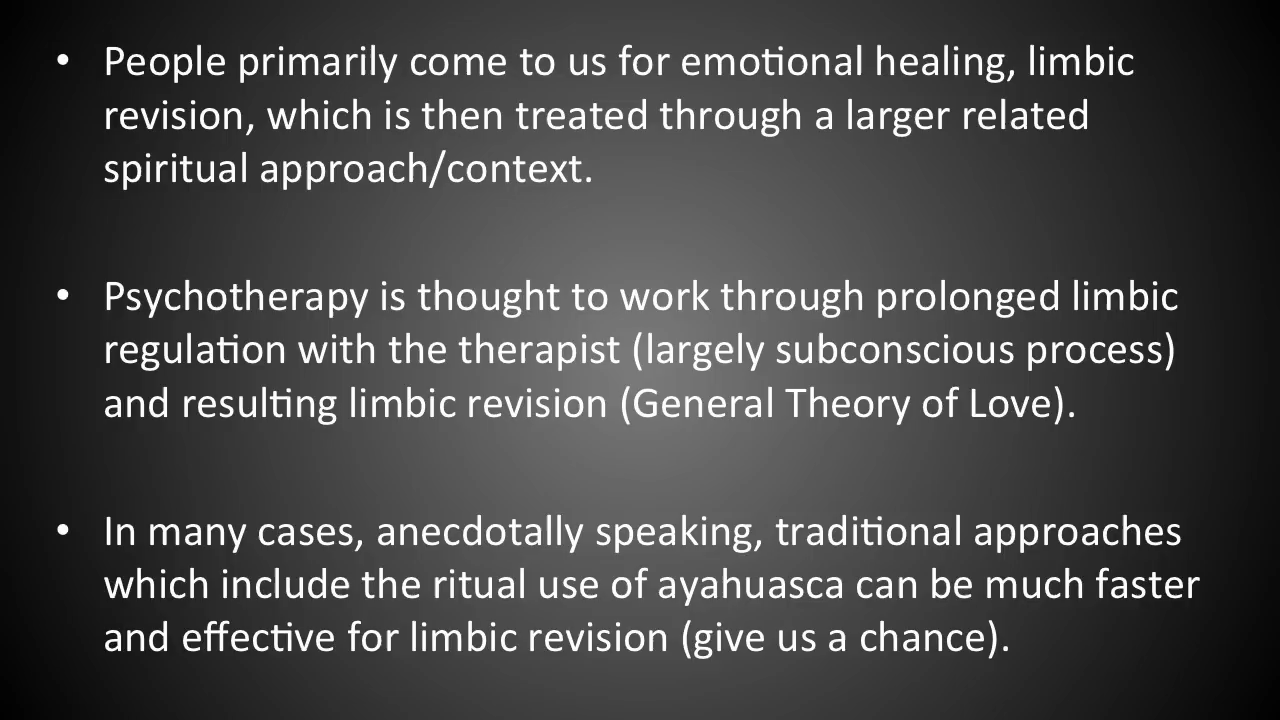 • People primarily come to us for emotional healing, limbic
revision, which is then treated through a larger related
spiritual approach/context.
• Psychotherapy is thought to work through prolonged limbic
regulation with the therapist (largely subconscious process)
and resulting limbic revision (General Theory of Love).
• In many cases, anecdotally speaking, traditional approaches
which include the ritual use of ayahuasca can be much faster
and effective for limbic revision (give us a chance).